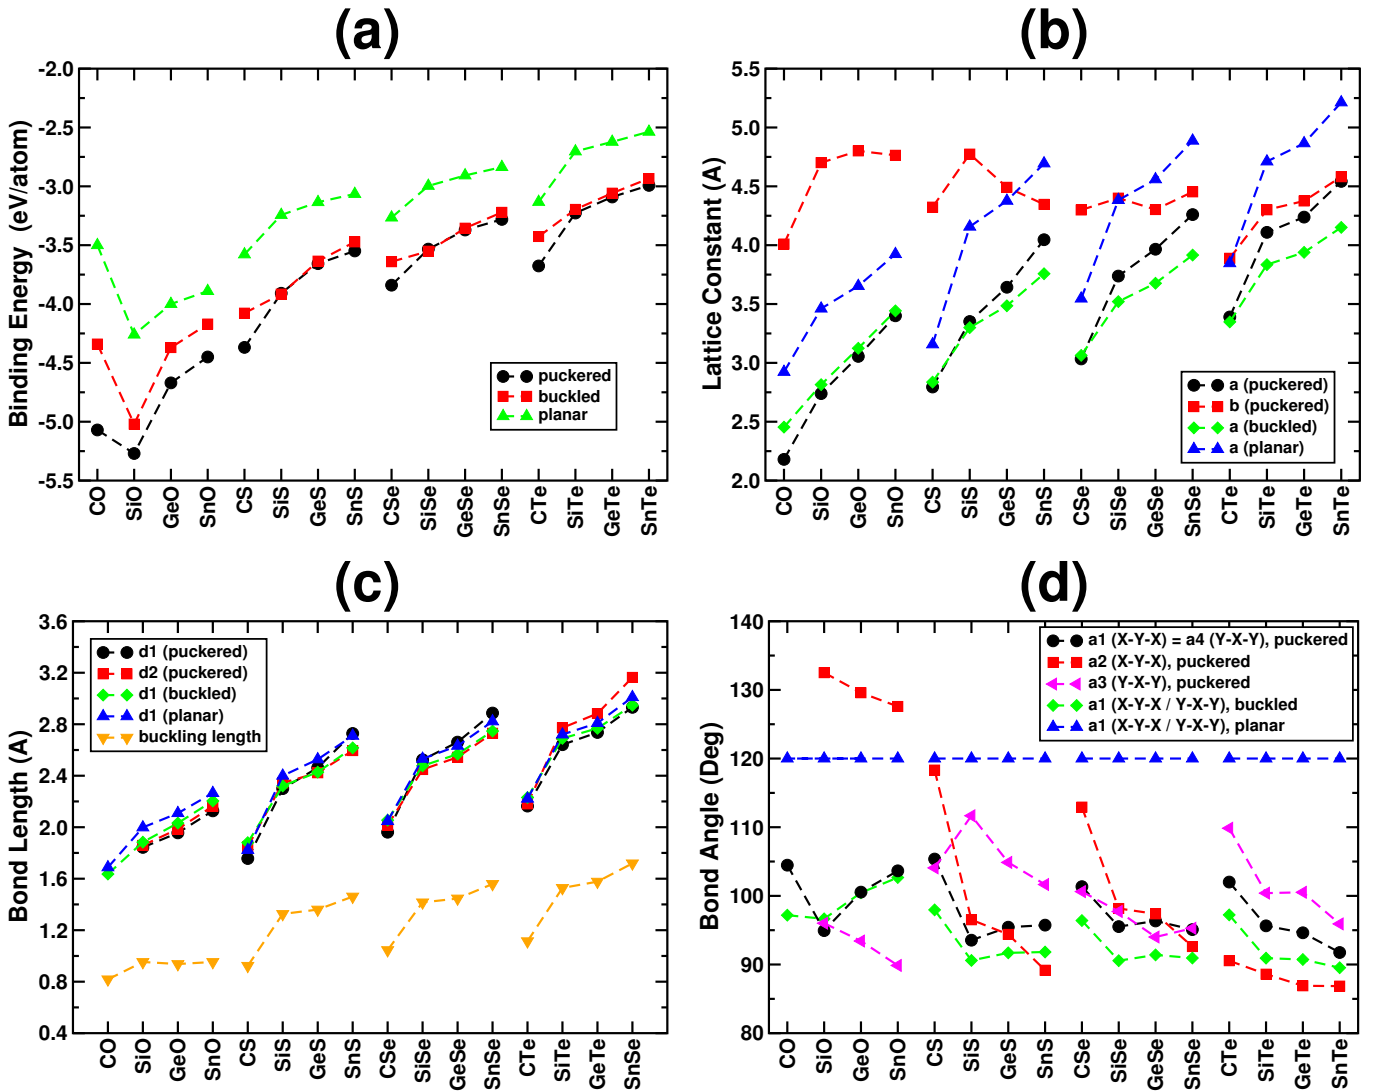 (a)
Binding Energy (eV/atom)
-2.0
-2.5
-3.0
-3.5
-4.0
-4.5
-5.0
-5.5
puckered
buckled
planar
CO SiO GeO SnO CS SiS GeS SnS CSe SiSe GeSe SnSe CTe SiTe GeTe SnTe
(b)
Lattice Constant (A)
5.5
5.0
4.5
4.0
3.5
3.0
2.5
2.0
a (puckered)
b (puckered)
a (buckled)
a (planar)
CO SiO GeO SnO CS SiS GeS SnS CSe SiSe GeSe SnSe CTe SiTe GeTe SnTe
(c)
Bond Length (A)
3.6
3.2
2.8
2.4
2.0
1.6
1.2
0.8
0.4
d1 (puckered)
d2 (puckered)
d1 (buckled)
d1 (planar)
buckling length
CO SiO GeO SnO CS SiS GeS SnS CSe SiSe GeSe SnSe CTe SiTe GeTe SnSe
(d)
Bond Angle (Deg)
140
130
120
110
100
90
80
a1 (X-Y-X) = a4 (Y-X-Y), puckered
a2 (X-Y-X), puckered
a3 (Y-X-Y), puckered
a1 (X-Y-X / Y-X-Y), buckled
a1 (X-Y-X / Y-X-Y), planar
CO SiO GeO SnO CS SiS GeS SnS CSe SiSe GeSe SnSe CTe SiTe GeTe SnTe